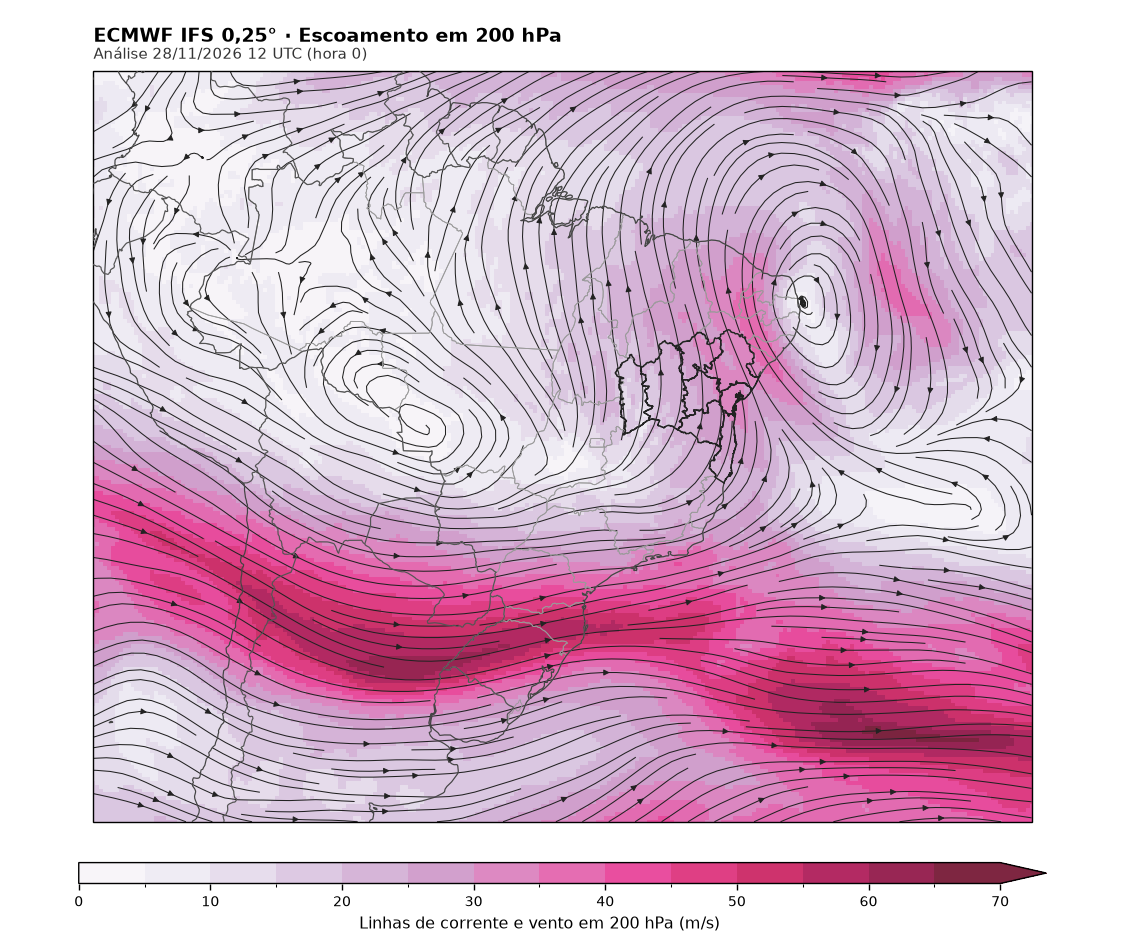 ECMWF IFS 0,25° · Escoamento em 200 hPa
Análise 28/11/2026 12 UTC (hora 0)
0 10 20 30 40 50 60 70
Linhas de corrente e vento em 200 hPa (m/s)